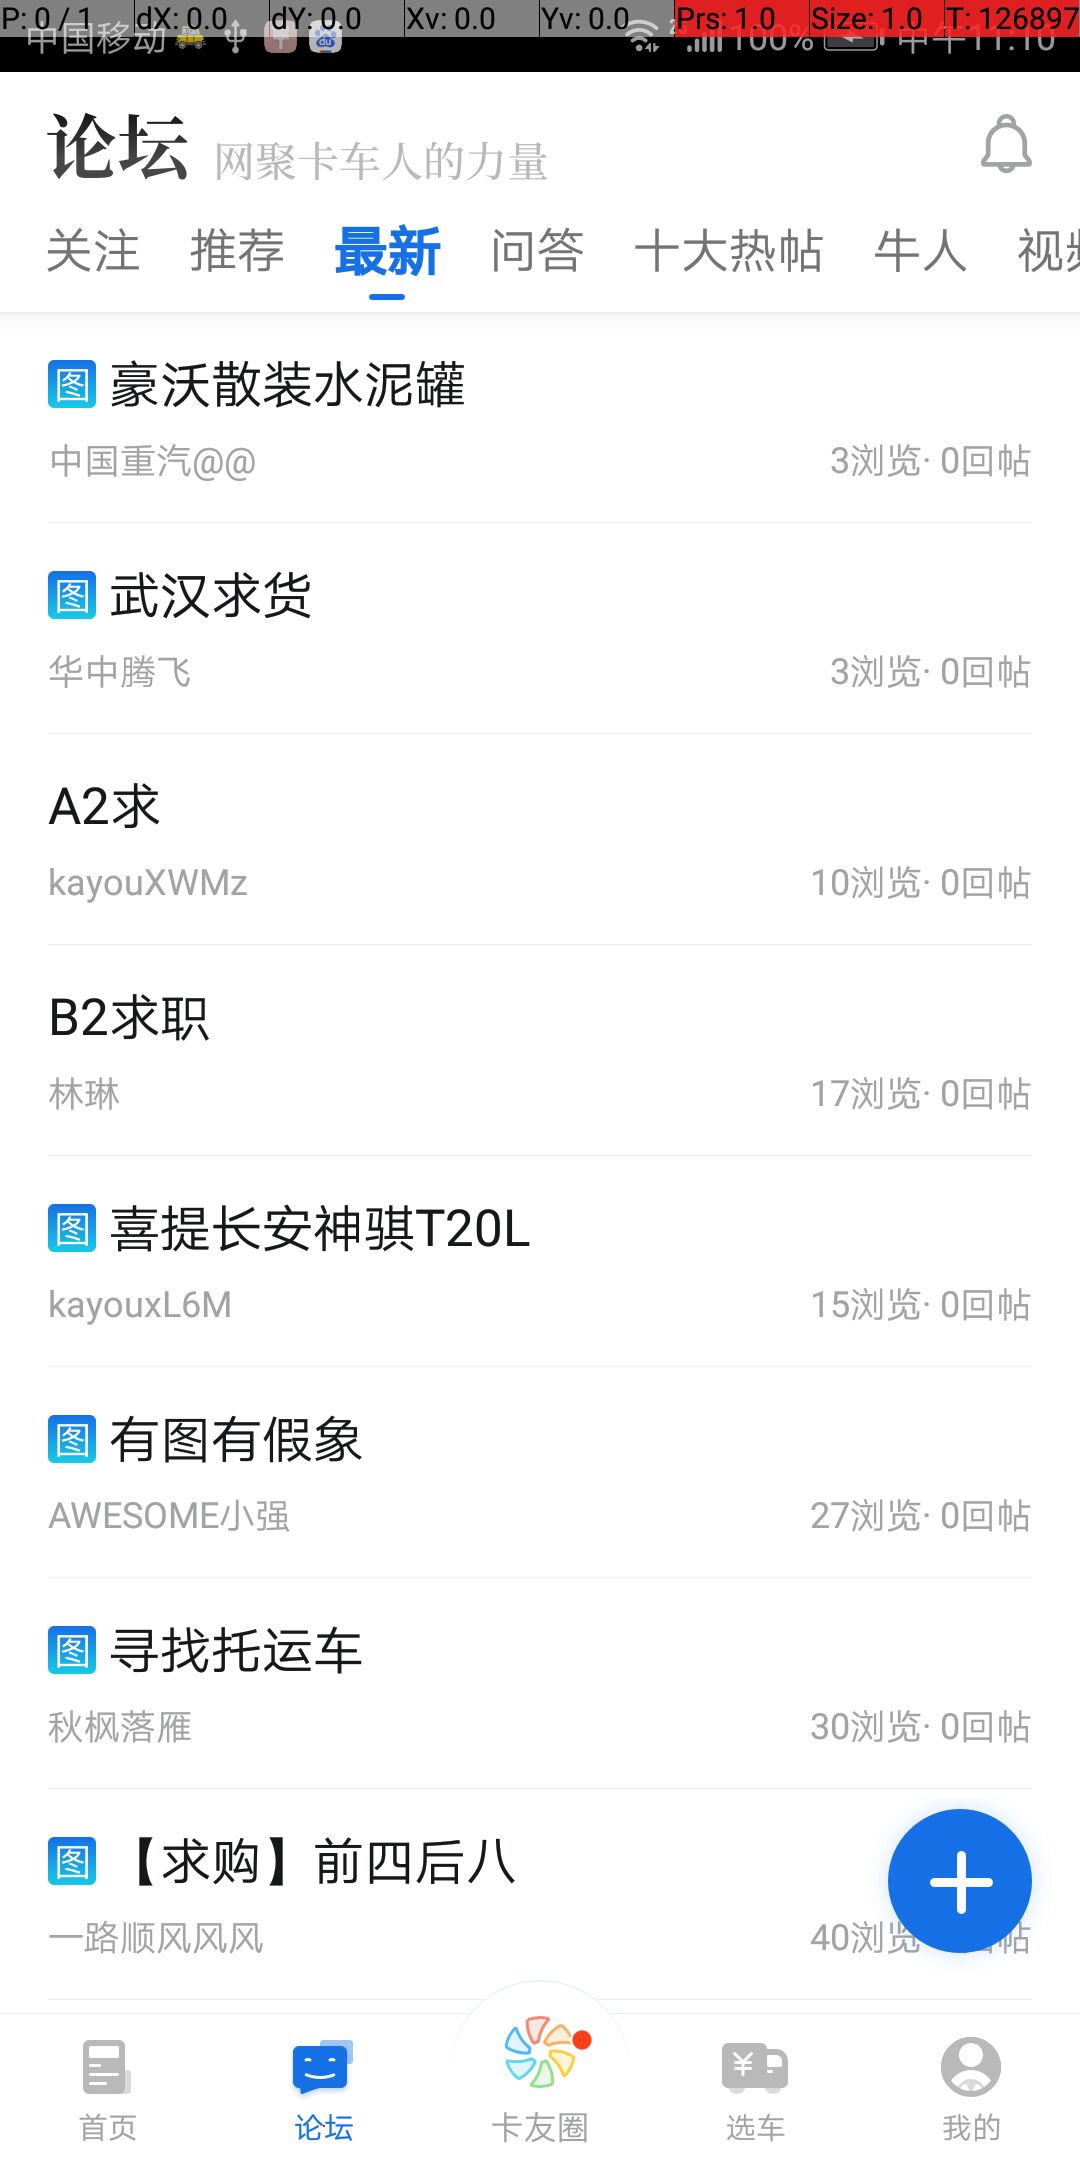 P: 0 / 1 dX: 0.0 dY: 0.0 Xv: 0.0 Yv: 0.0 Prs: 1.0 Size: 1.0 T: 126897
中国移动 100% 中午11:10
论坛 网聚卡车人的力量
关注 推荐 最新 问答 十大热帖 牛人 视频
图 豪沃散装水泥罐
中国重汽@@ 3浏览· 0回帖
图 武汉求货
华中腾飞 3浏览· 0回帖
A2求
kayouXWMz 10浏览· 0回帖
B2求职
林琳 17浏览· 0回帖
图 喜提长安神骐T20L
kayouxL6M 15浏览· 0回帖
图 有图有假象
AWESOME小强 27浏览· 0回帖
图 寻找托运车
秋枫落雁 30浏览· 0回帖
图 【求购】前四后八
一路顺风风风 40浏览 帖
首页 论坛 卡友圈 选车 我的